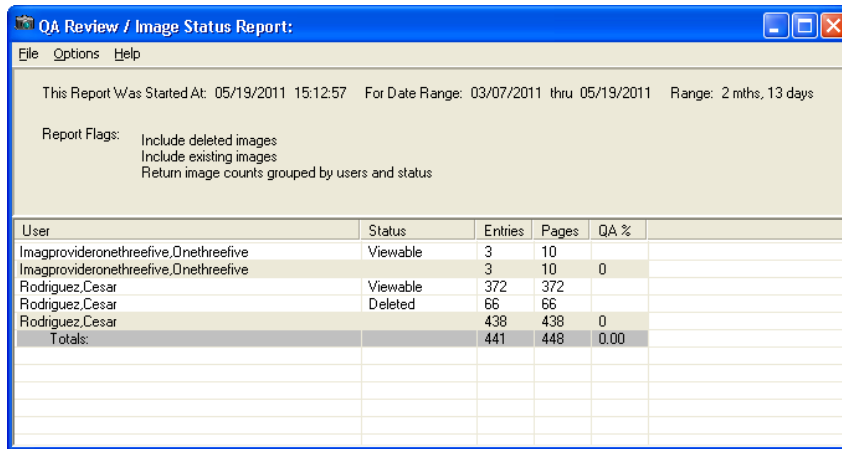 QA Review / Image Status Report:
File Options Help
This Report Was Started At: 05/19/2011 15:12:57 For Date Range: 03/07/2011 thru 05/19/2011 Range: 2 mths, 13 days
Report Flags: Include deleted images
Include existing images
Return image counts grouped by users and status
User Status Entries Pages QA %
Imagprovideronethreefive,Onethreefive Viewable 3 10
Imagprovideronethreefive,Onethreefive 3 10 0
Rodriguez,Cesar Viewable 372 372
Rodriguez,Cesar Deleted 66 66
Rodriguez,Cesar 438 438 0
Totals: 441 448 0.00